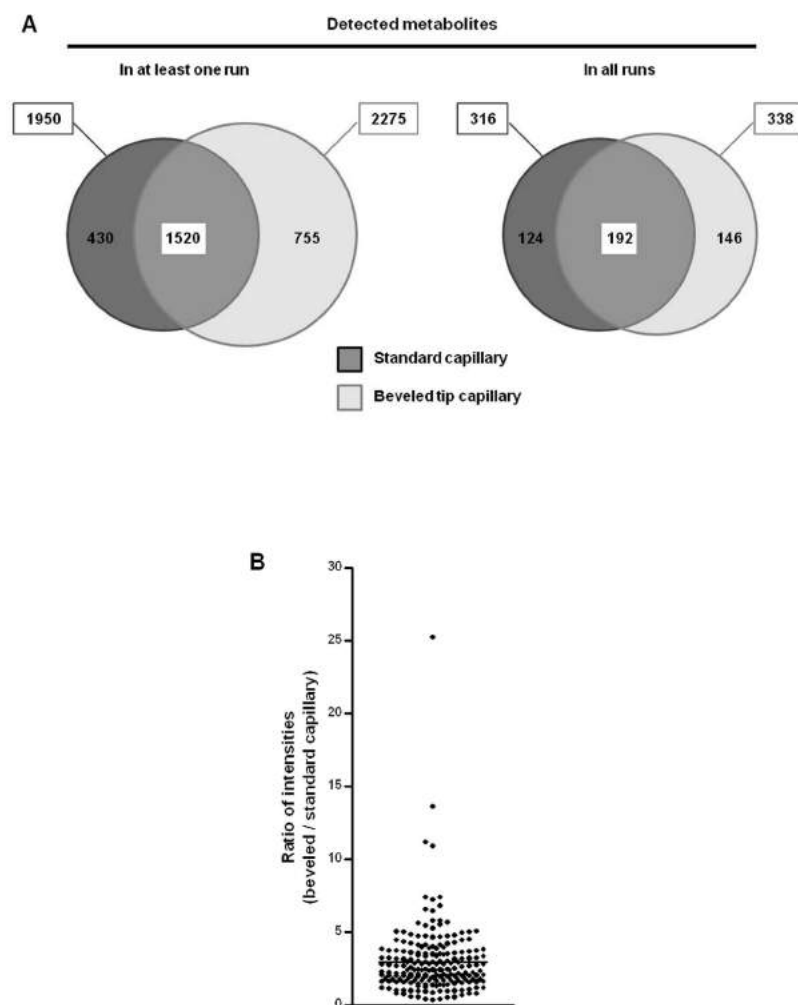 A
Detected metabolites
In at least one run
In all runs
1950
2275
316
338
430
1520
755
124
192
146
Standard capillary
Beveled tip capillary
B
Ratio of intensities
(beveled / standard capillary)
30
25
20
15
10
5
0